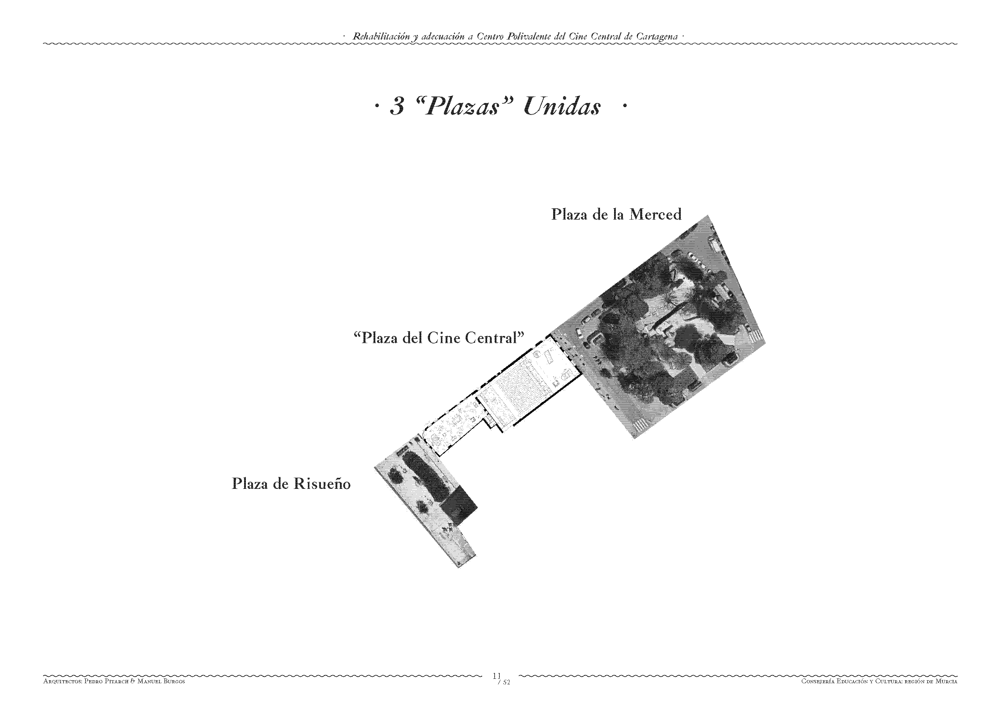 · Rehabilitación y adecuación a Centro Polivalente del Cine Central de Cartagena ·
· 3 “Plazas” Unidas ·
Plaza de la Merced
“Plaza del Cine Central”
Plaza de Risueño
Arquitectos: Pedro Pitarch & Manuel Burgos
11
/ 52
Consejería Educación y Cultura: región de Murcia